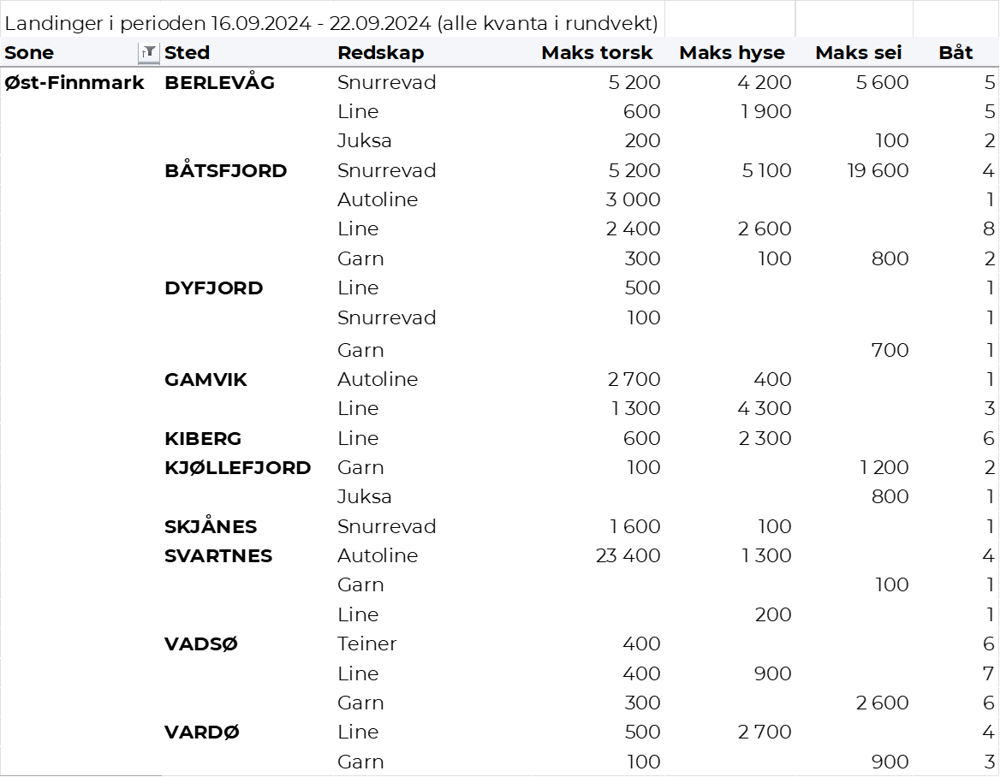 Landinger i perioden 16.09.2024 - 22.09.2024 (alle kvanta i rundvekt)
Sone Sted Redskap Maks torsk Maks hyse Maks sei Båt
Øst-Finnmark BERLEVÅG Snurrevad 5 200 4 200 5 600 5
Line 600 1 900 5
Juksa 200 100 2
BÅTSFJORD Snurrevad 5 200 5 100 19 600 4
Autoline 3 000 1
Line 2 400 2 600 8
Garn 300 100 800 2
DYFJORD Line 500 1
Snurrevad 100 1
Garn 700 1
GAMVIK Autoline 2 700 400 1
Line 1 300 4 300 3
KIBERG Line 600 2 300 6
KJØLLEFJORD Garn 100 1 200 2
Juksa 800 1
SKJÅNES Snurrevad 1 600 100 1
SVARTNES Autoline 23 400 1 300 4
Garn 100 1
Line 200 1
VADSØ Teiner 400 6
Line 400 900 7
Garn 300 2 600 6
VARDØ Line 500 2 700 4
Garn 100 900 3